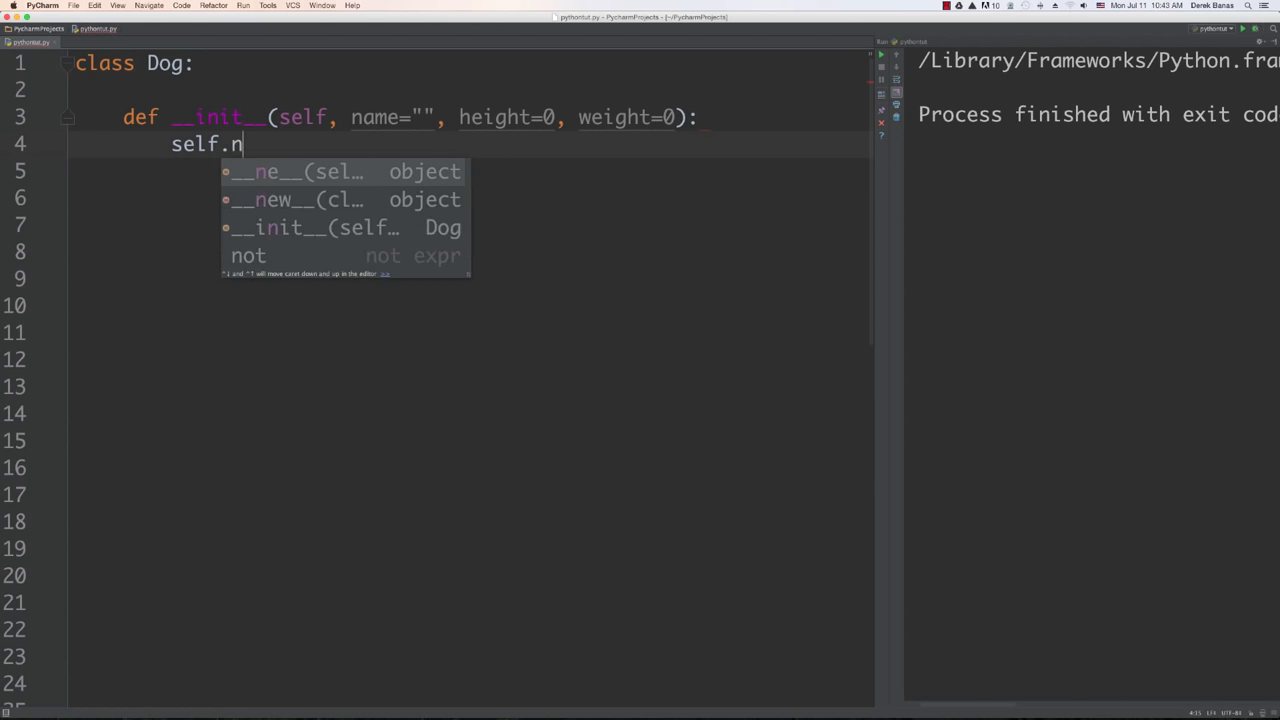 PyCharm File Edit View Navigate Code Refactor Run Tools VCS Window Help 10 Mon Jul 11 10:43 AM Derek Banas
pythontut.py - PycharmProjects - [~/PycharmProjects]
PycharmProjects pythontut.py pythontut
pythontut.py Run pythontut
1 class Dog:
2
3 def __init__(self, name="", height=0, weight=0):
4 self.n
5 __ne__(sel… object
6 __new__(cl… object
7 __init__(self… Dog
8 not not expr
9 ^↓ and ^↑ will move caret down and up in the editor >>
10
11
12
13
14
15
16
17
18
19
20
21
22
23
24
25
/Library/Frameworks/Python.fra
Process finished with exit cod
4:15 LF≑ UTF-8≑